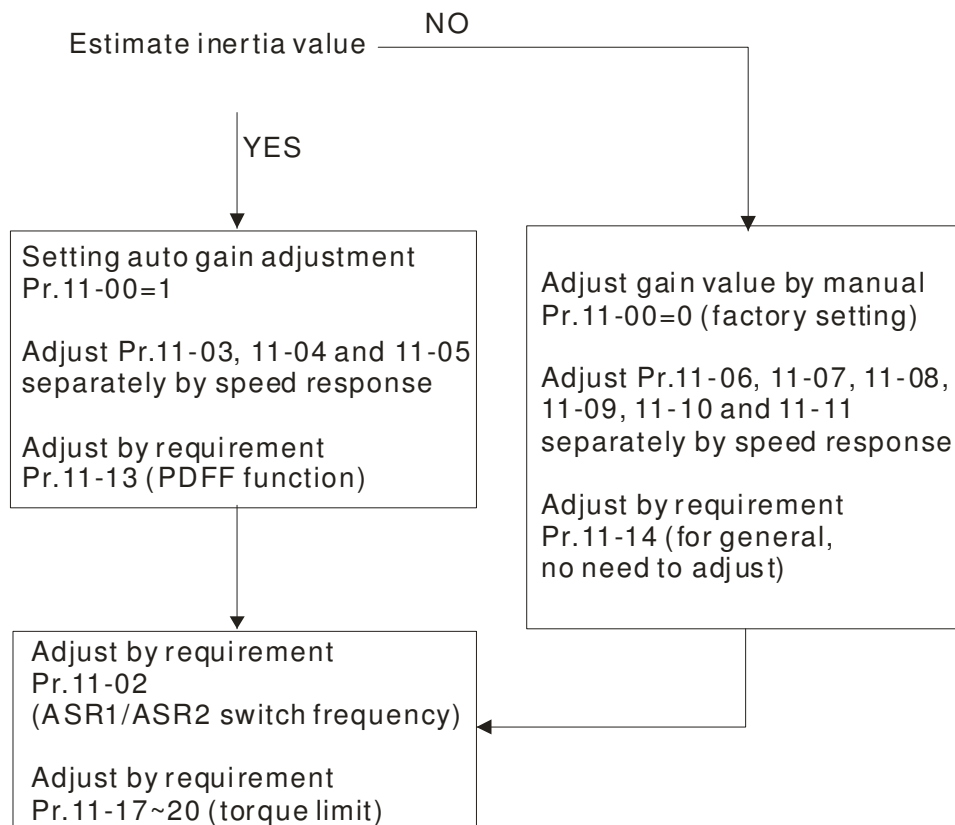 Estimate inertia value
NO
YES
Setting auto gain adjustment
Pr.11-00=1
Adjust Pr.11-03, 11-04 and 11-05
separately by speed response
Adjust by requirement
Pr.11-13 (PDFF function)
Adjust gain value by manual
Pr.11-00=0 (factory setting)
Adjust Pr.11-06, 11-07, 11-08,
11-09, 11-10 and 11-11
separately by speed response
Adjust by requirement
Pr.11-14 (for general,
no need to adjust)
Adjust by requirement
Pr.11-02
(ASR1/ASR2 switch frequency)
Adjust by requirement
Pr.11-17~20 (torque limit)